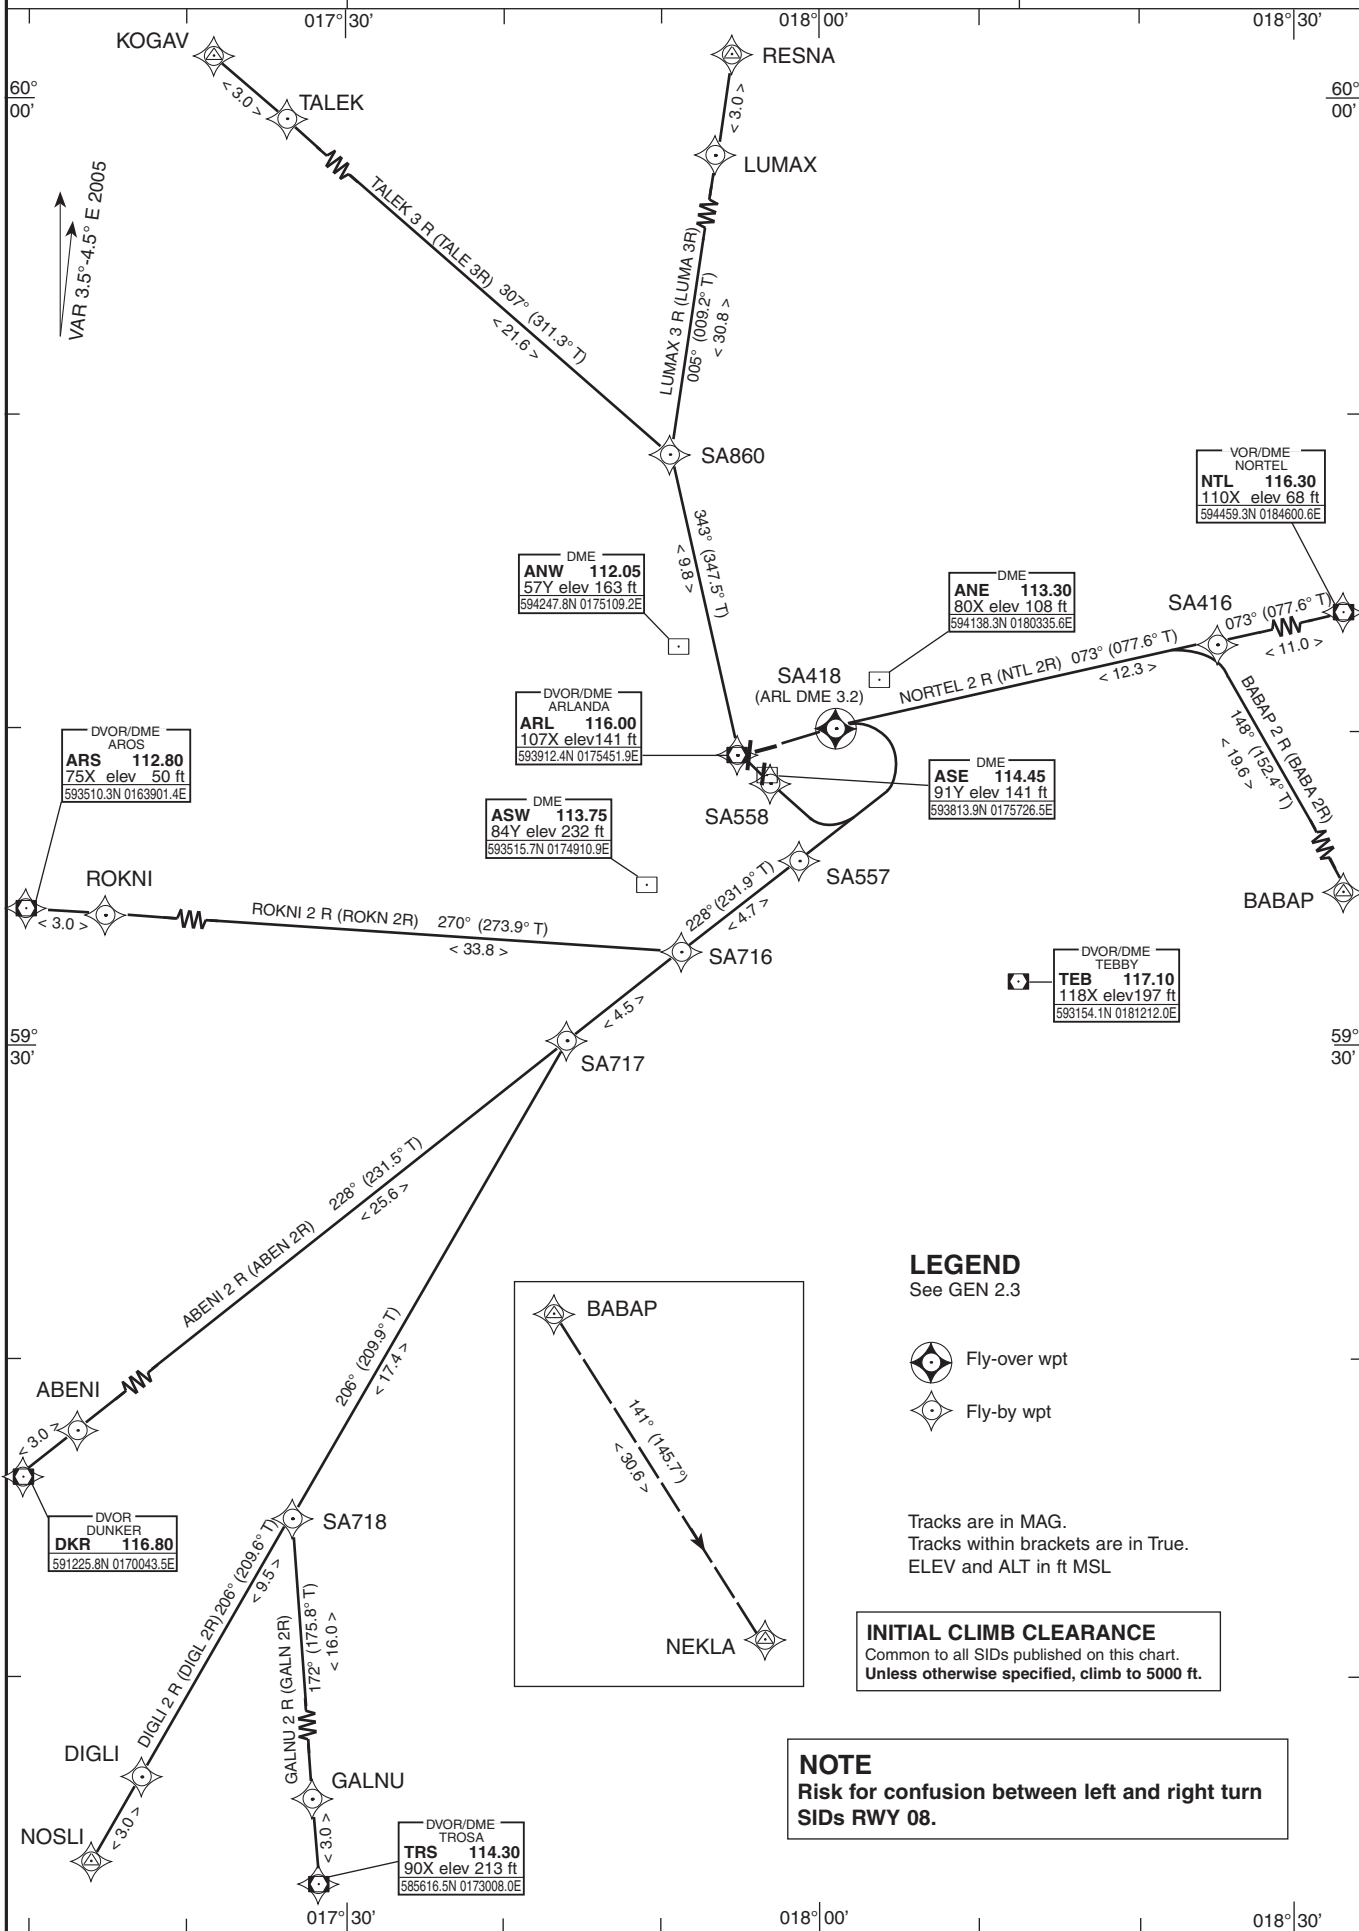 017° 30'
018° 00'
018° 30'
KOGAV
RESNA
60°
00'
60°
00'
< 3.0 >
TALEK
< 3.0 >
LUMAX
VAR 3.5°-4.5° E 2005
TALEK 3 R (TALE 3R) 307° (311.3° T)
< 21.6 >
LUMAX 3 R (LUMA 3R)
005° (009.2° T)
< 30.8 >
SA860
VOR/DME
NORTEL
NTL 116.30
110X elev 68 ft
594459.3N 0184600.6E
343° (347.5° T)
< 9.8 >
DME
ANW 112.05
57Y elev 163 ft
594247.8N 0175109.2E
DME
ANE 113.30
80X elev 108 ft
594138.3N 0180335.6E
SA416
073° (077.6° T)
< 11.0 >
SA418
(ARL DME 3.2)
NORTEL 2 R (NTL 2R) 073° (077.6° T)
< 12.3 >
BABAP 2 R (BABA 2R)
148° (152.4° T)
< 19.6 >
DVOR/DME
ARLANDA
ARL 116.00
107X elev141 ft
593912.4N 0175451.9E
DVOR/DME
AROS
ARS 112.80
75X elev 50 ft
593510.3N 0163901.4E
DME
ASE 114.45
91Y elev 141 ft
593813.9N 0175726.5E
SA558
DME
ASW 113.75
84Y elev 232 ft
593515.7N 0174910.9E
ROKNI
SA557
BABAP
< 3.0 >
ROKNI 2 R (ROKN 2R) 270° (273.9° T)
< 33.8 >
228° (231.9° T)
< 4.7 >
SA716
DVOR/DME
TEBBY
TEB 117.10
118X elev197 ft
593154.1N 0181212.0E
< 4.5 >
59°
30'
59°
30'
SA717
ABENI 2 R (ABEN 2R) 228° (231.5° T)
< 25.6 >
206° (209.9° T)
< 17.4 >
LEGEND
See GEN 2.3
BABAP
Fly-over wpt
ABENI
141° (145.7°)
< 30.6 >
Fly-by wpt
< 3.0 >
DVOR
DUNKER
DKR 116.80
591225.8N 0170043.5E
SA718
Tracks are in MAG.
Tracks within brackets are in True.
ELEV and ALT in ft MSL
DIGLI 2 R (DIGL 2R) 206° (209.6° T)
< 9.5 >
GALNU 2 R (GALN 2R)
172° (175.8° T)
< 16.0 >
NEKLA
INITIAL CLIMB CLEARANCE
Common to all SIDs published on this chart.
Unless otherwise specified, climb to 5000 ft.
DIGLI
GALNU
NOTE
Risk for confusion between left and right turn
SIDs RWY 08.
NOSLI
< 3.0 >
< 3.0 >
DVOR/DME
TROSA
TRS 114.30
90X elev 213 ft
585616.5N 0173008.0E
017° 30'
018° 00'
018° 30'